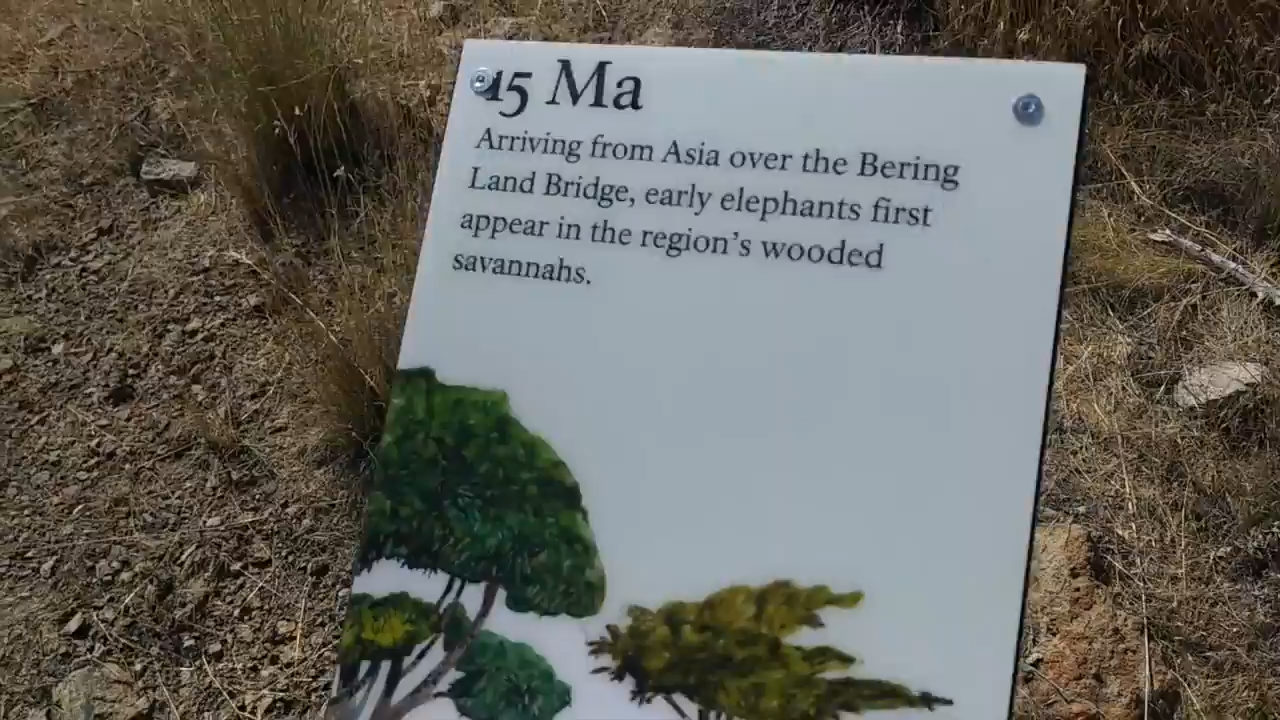 15 Ma
Arriving from Asia over the Bering
Land Bridge, early elephants first
appear in the region's wooded
savannahs.